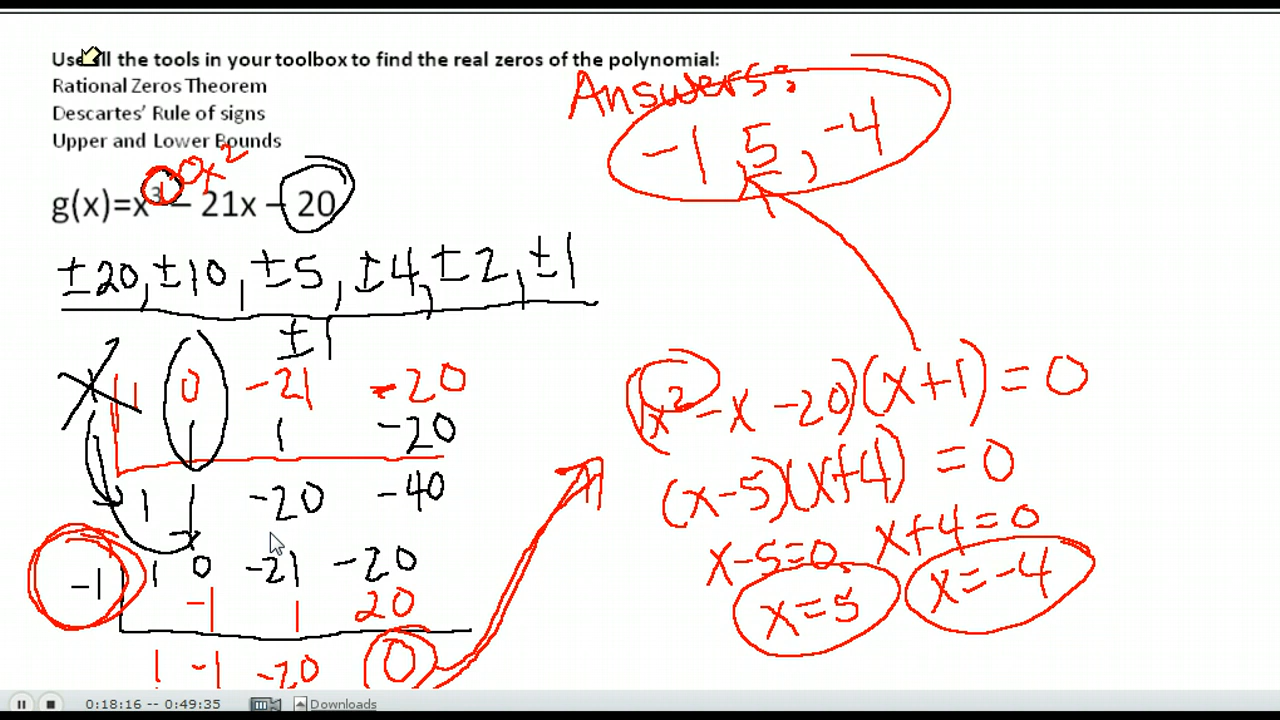 Use all the tools in your toolbox to find the real zeros of the polynomial:
Rational Zeros Theorem
Descartes' Rule of signs
Upper and Lower Bounds
Answers:
-1, 5, -4
0x²
g(x)=x³ - 21x - 20
±20, ±10, ±5, ±4, ±2, ±1
±1
1 0 -21 -20
1 1 -20
1 1 -20 -40
-1 1 0 -21 -20
-1 1 20
1 -1 -20 0
1x² - x - 20)(x+1) = 0
(x-5)(x+4) = 0
x-5=0 x+4=0
x=5 x=-4
0:18:16 -- 0:49:35 Downloads